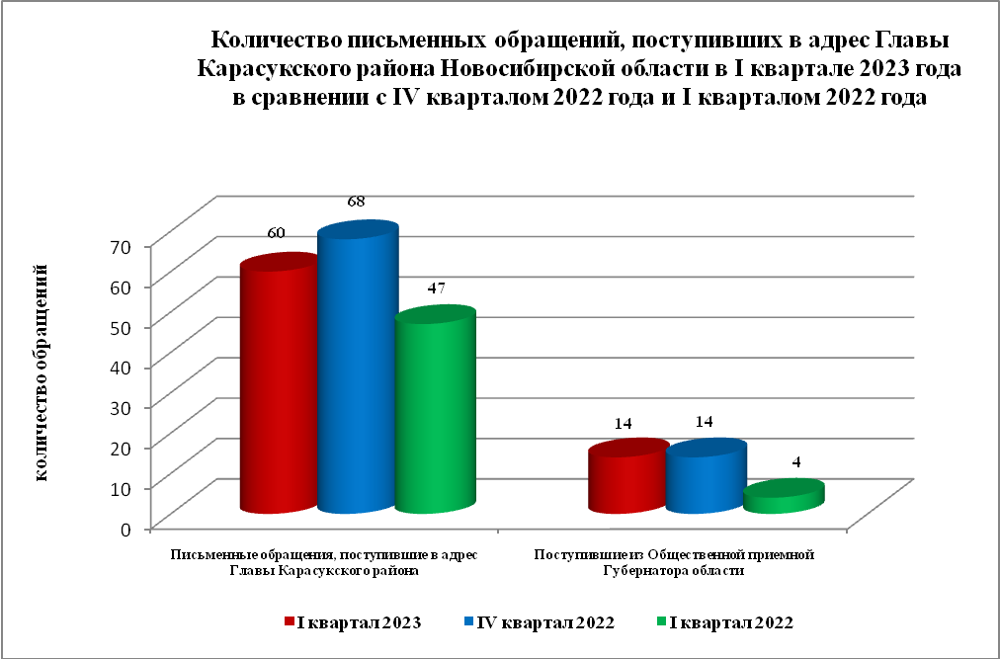 Количество письменных обращений, поступивших в адрес Главы
Карасукского района Новосибирской области в I квартале 2023 года
в сравнении с IV кварталом 2022 года и I кварталом 2022 года
количество обращений
70
60
50
40
30
20
10
0
60
68
47
14
14
4
Письменные обращения, поступившие в адрес
Главы Карасукского района
Поступившие из Общественной приемной
Губернатора области
I квартал 2023
IV квартал 2022
I квартал 2022